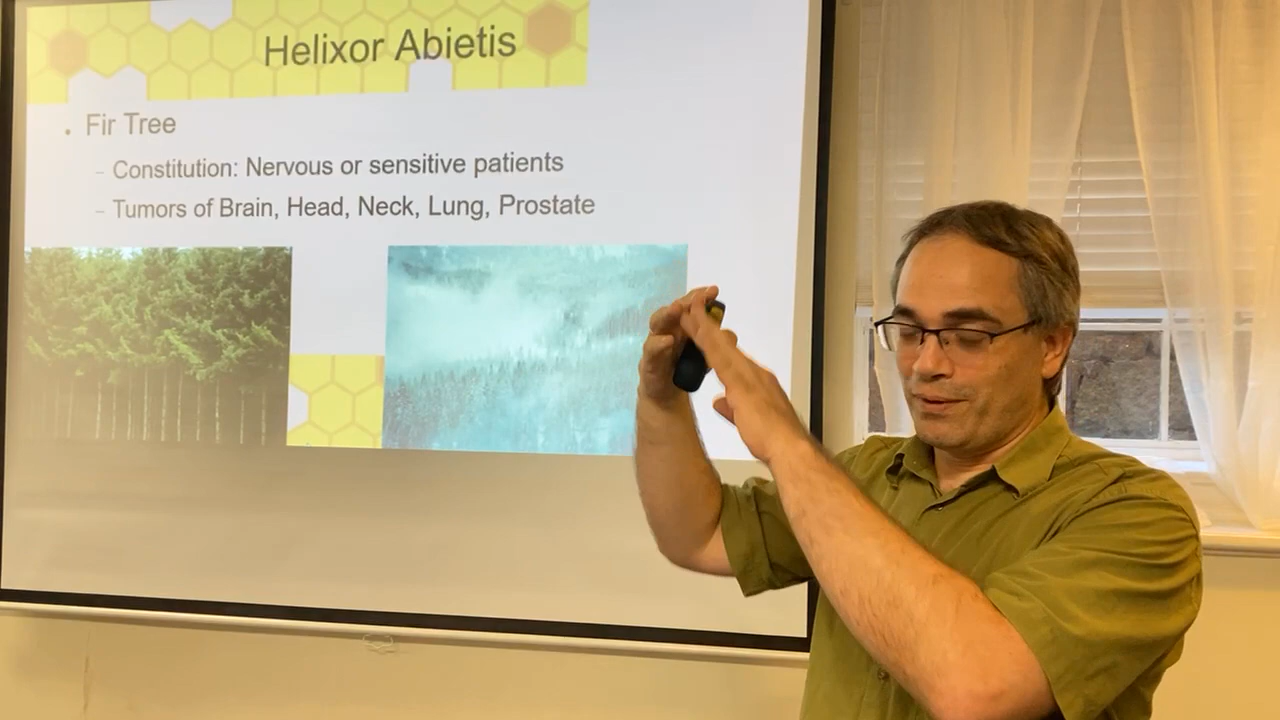 Helixor Abietis
• Fir Tree
– Constitution: Nervous or sensitive patients
– Tumors of Brain, Head, Neck, Lung, Prostate